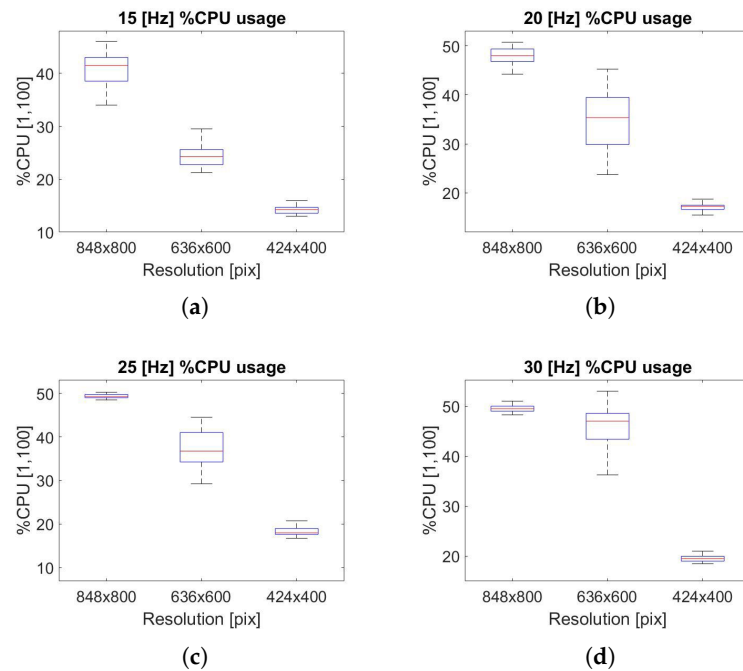 15 [Hz] %CPU usage
%CPU [1,100]
40
30
20
10
848x800 636x600 424x400
Resolution [pix]
(a)
20 [Hz] %CPU usage
%CPU [1,100]
50
40
30
20
848x800 636x600 424x400
Resolution [pix]
(b)
25 [Hz] %CPU usage
%CPU [1,100]
50
40
30
20
10
848x800 636x600 424x400
Resolution [pix]
(c)
30 [Hz] %CPU usage
%CPU [1,100]
50
40
30
20
848x800 636x600 424x400
Resolution [pix]
(d)